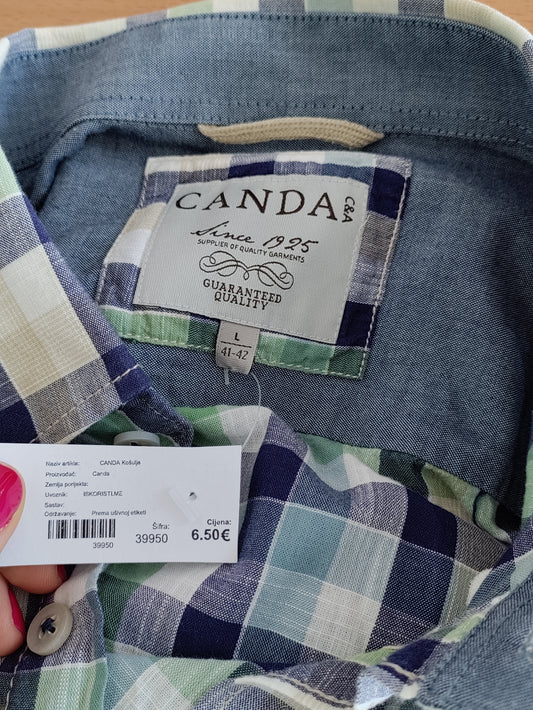 CANDA
C&A
Since 1925
SUPPLIER OF QUALITY GARMENTS
GUARANTEED
QUALITY
L
41-42
Naziv artikla: CANDA Košulja
Proizvođač: Canda
Zemlja porijekla:
Uvoznik: ISKORISTI.ME
Sastav:
Održavanje: Prema ušivnoj etiketi
Šifra: Cijena:
39950 39950 6.50€